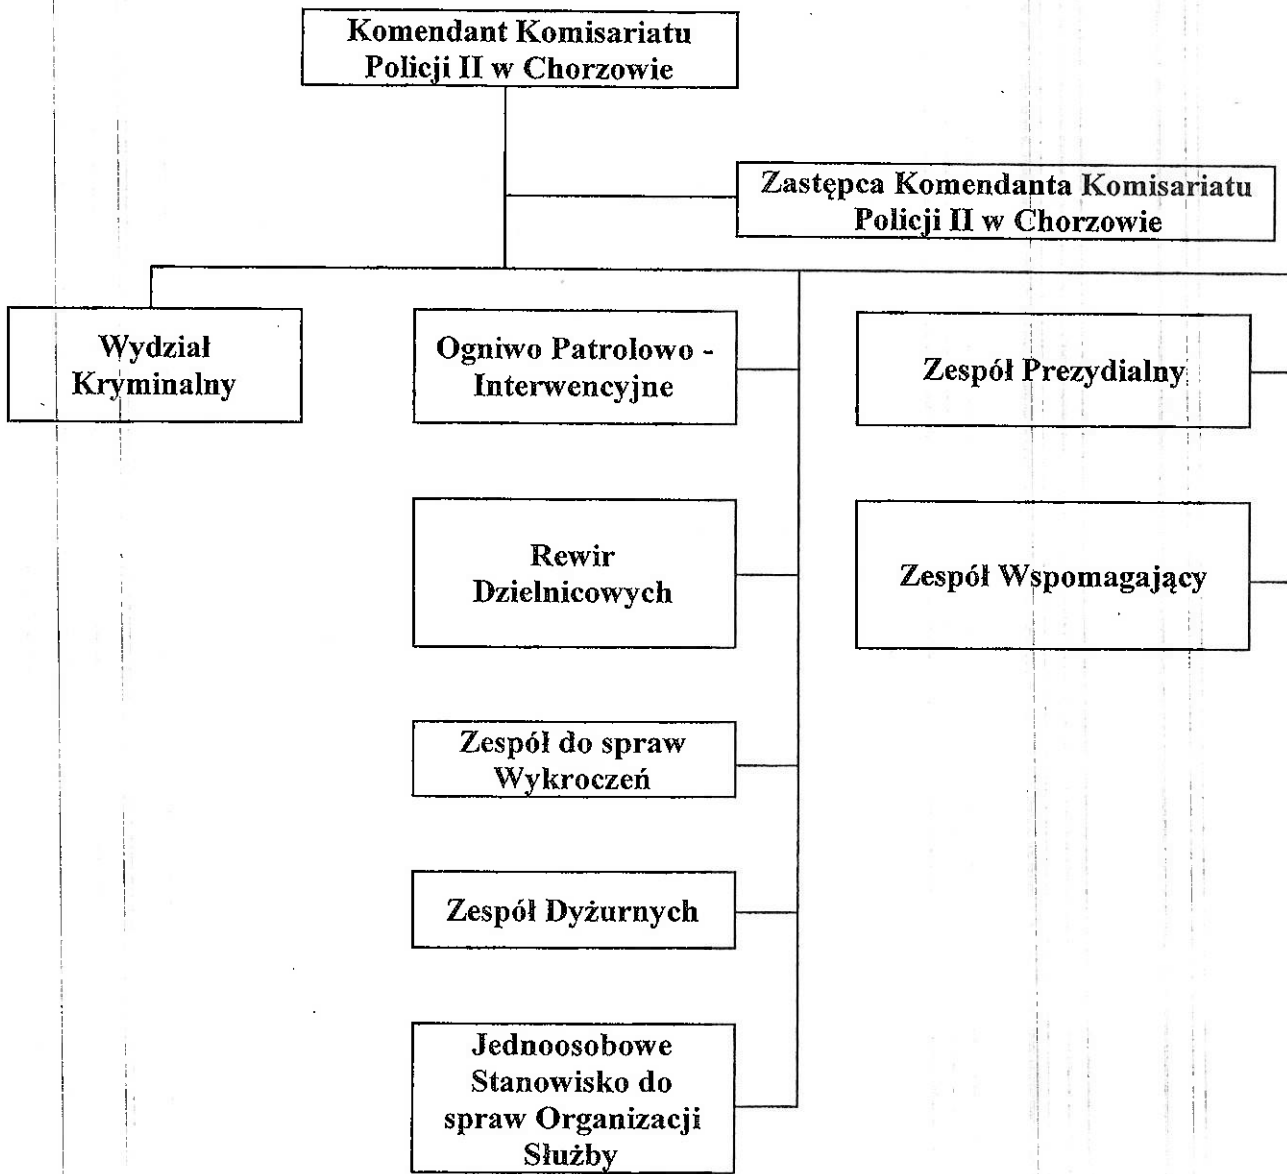 Komendant Komisariatu
Policji II w Chorzowie
Zastępca Komendanta Komisariatu
Policji II w Chorzowie
Wydział
Kryminalny
Ogniwo Patrolowo -
Interwencyjne
Zespół Prezydialny
Rewir
Dzielnicowych
Zespół Wspomagający
Zespół do spraw
Wykroczeń
Zespół Dyżurnych
Jednoosobowe
Stanowisko do
spraw Organizacji
Służby